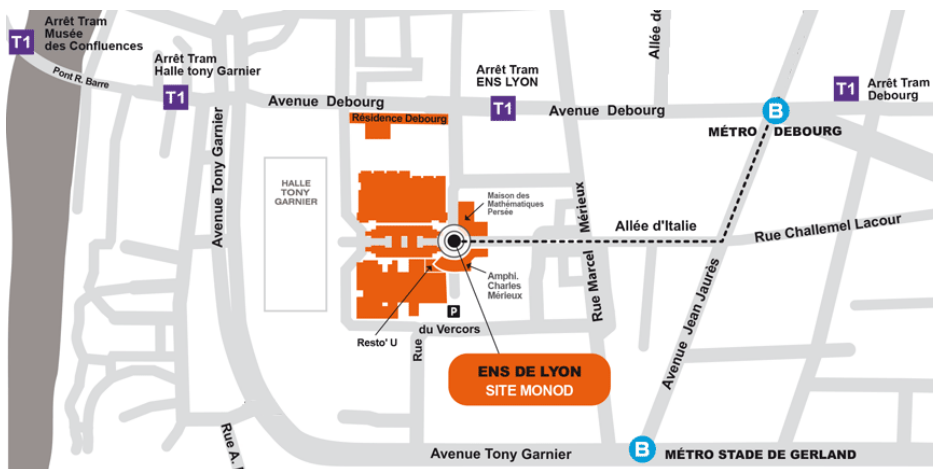 Arrêt Tram
Musée
des Confluences
T1
Pont R. Barre
Arrêt Tram
Halle tony Garnier
T1
Avenue Debourg
Arrêt Tram
ENS LYON
T1
Avenue Debourg
Allée de
Arrêt Tram
Debourg
T1
B
MÉTRO DEBOURG
Résidence Debourg
Avenue Tony Garnier
HALLE
TONY
GARNIER
Maison des
Mathématiques
Persée
Rue Marcel Mérieux
Allée d'Italie
Rue Challemel Lacour
Avenue Jean Jaurès
Amphi.
Charles
Mérieux
P
Resto' U
Rue du Vercors
ENS DE LYON
SITE MONOD
Rue A.
Avenue Tony Garnier
B
MÉTRO STADE DE GERLAND